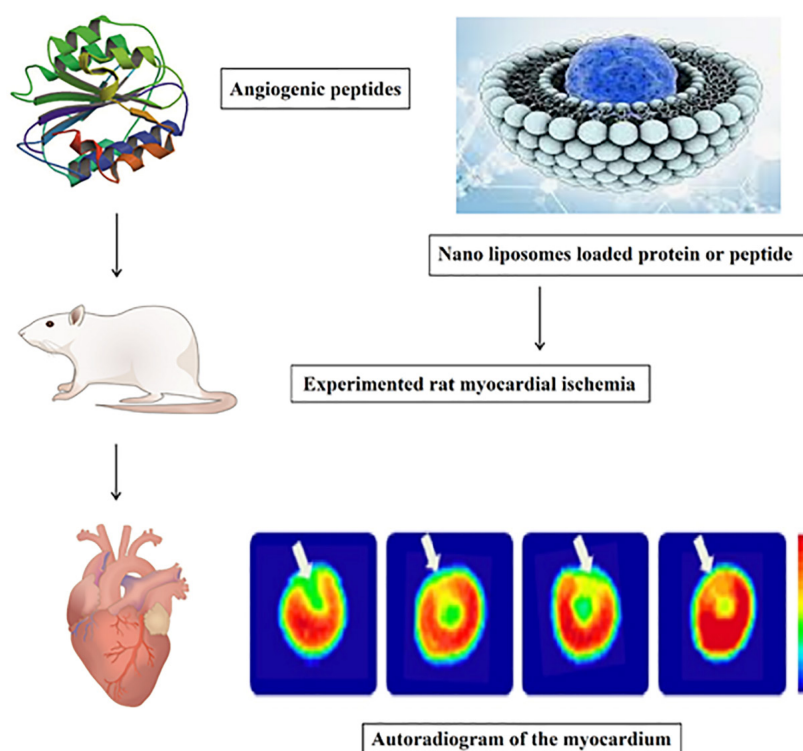 Angiogenic peptides
Nano liposomes loaded protein or peptide
Experimented rat myocardial ischemia
Autoradiogram of the myocardium